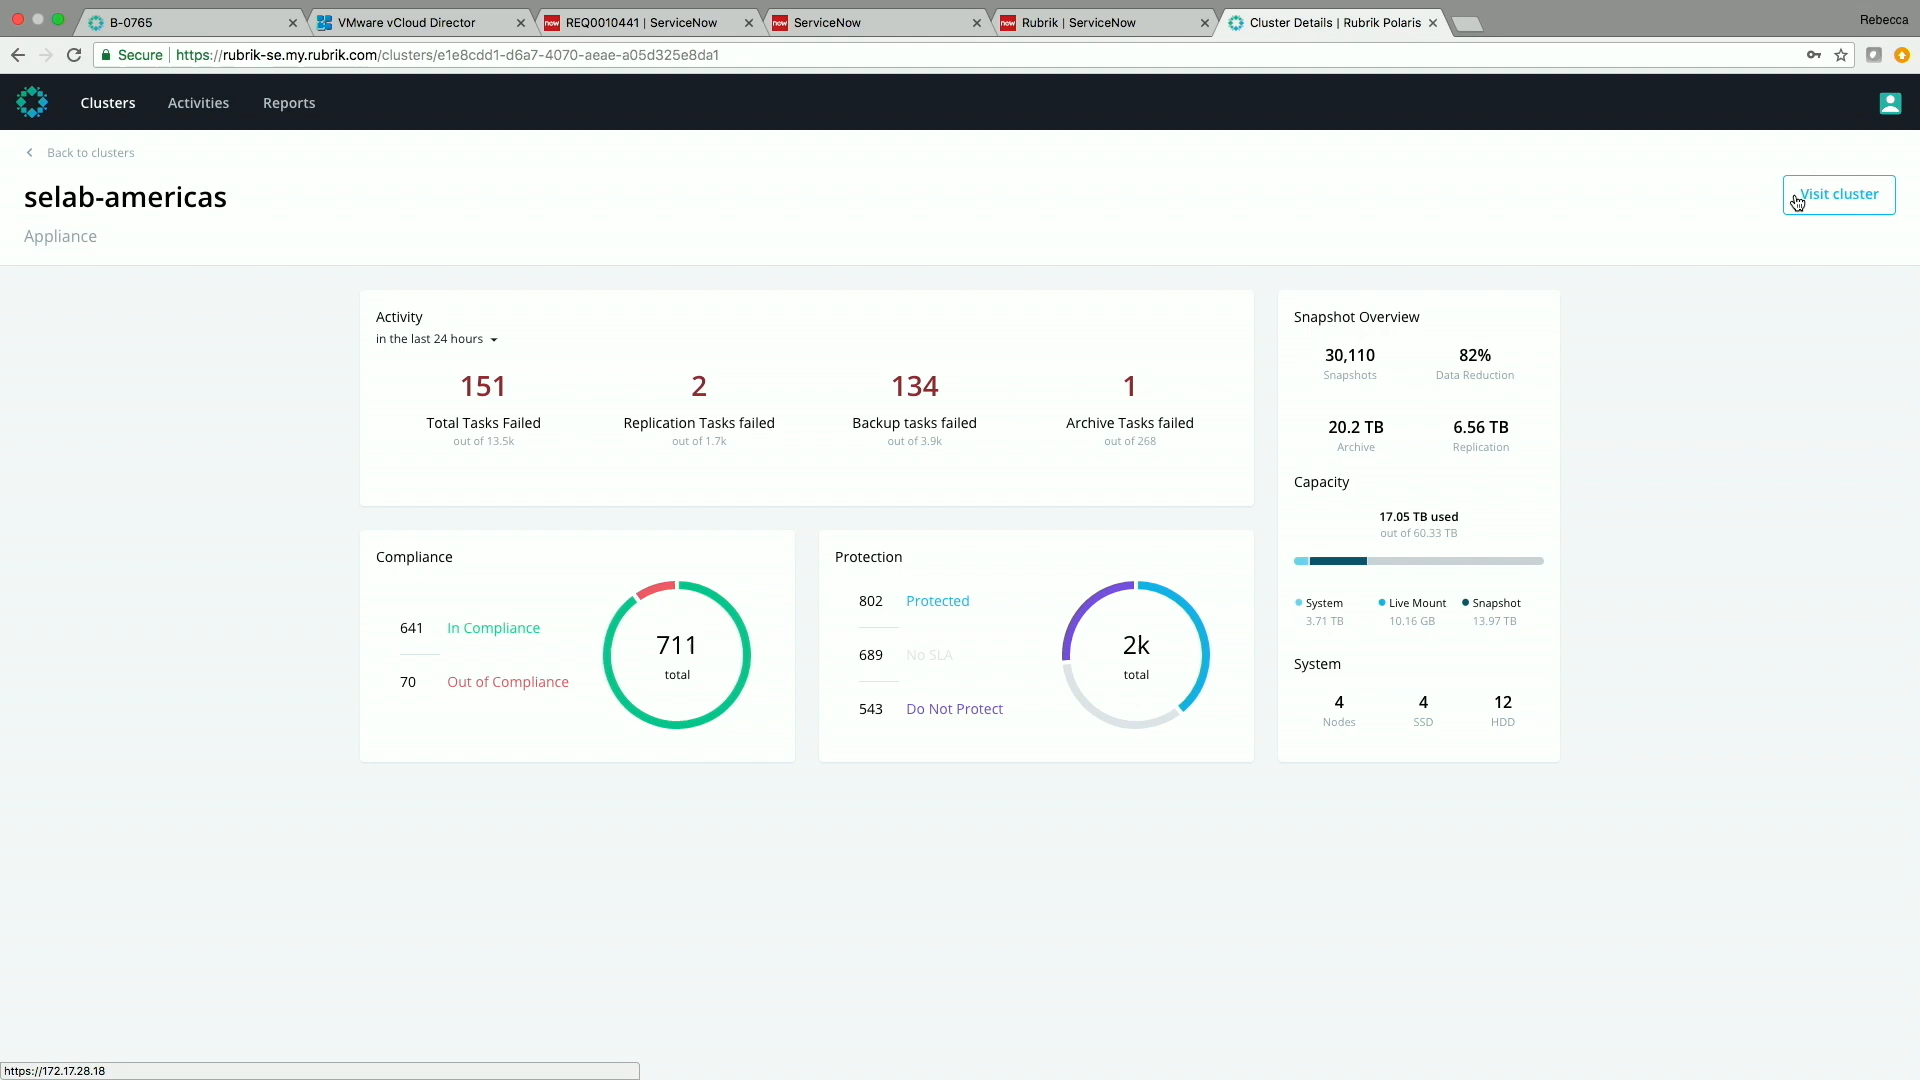 B-0765
VMware vCloud Director
REQ0010441 | ServiceNow
ServiceNow
Rubrik | ServiceNow
Cluster Details | Rubrik Polaris
Rebecca
Secure
https://rubrik-se.my.rubrik.com/clusters/e1e8cdd1-d6a7-4070-aeae-a05d325e8da1
Clusters
Activities
Reports
Back to clusters
selab-americas
Visit cluster
Appliance
Activity
in the last 24 hours
151
2
134
1
Total Tasks Failed
Replication Tasks failed
Backup tasks failed
Archive Tasks failed
out of 13.5k
out of 1.7k
out of 3.9k
out of 268
Compliance
641 In Compliance
70 Out of Compliance
711
total
Protection
802 Protected
689 No SLA
543 Do Not Protect
2k
total
Snapshot Overview
30,110
82%
Snapshots
Data Reduction
20.2 TB
6.56 TB
Archive
Replication
Capacity
17.05 TB used
out of 60.33 TB
System
Live Mount
Snapshot
3.71 TB
10.16 GB
13.97 TB
System
4
4
12
Nodes
SSD
HDD
https://172.17.28.18
now
now
now